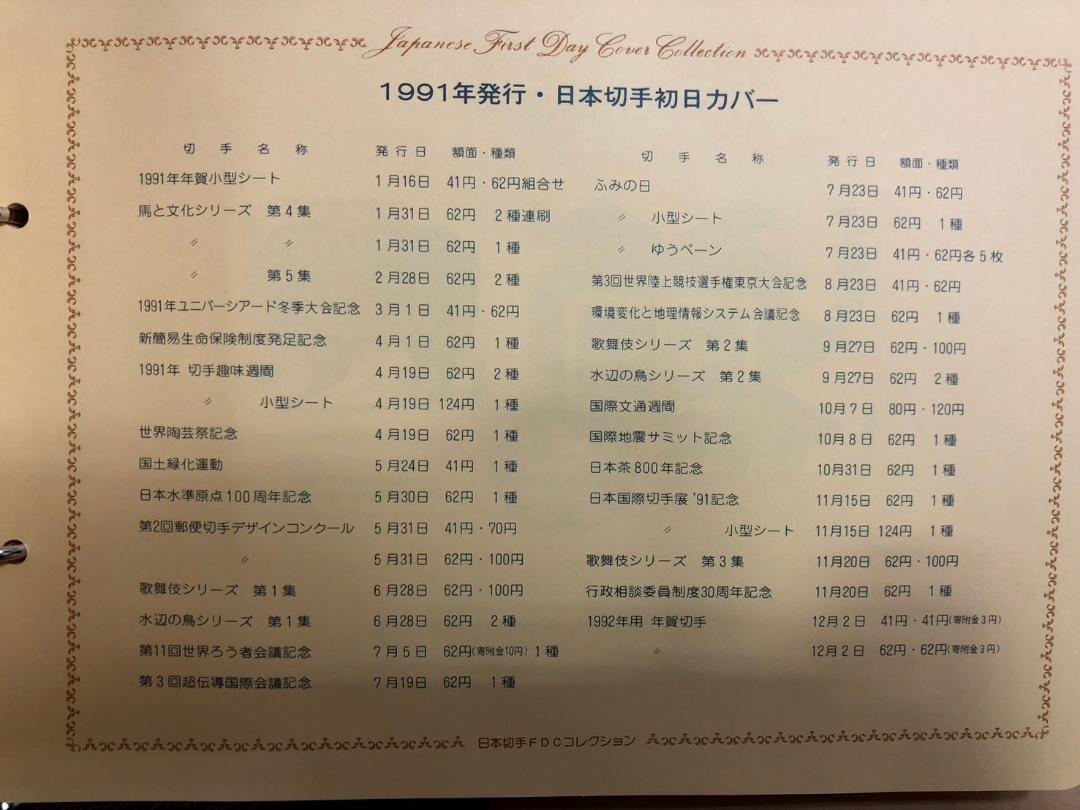 Japanese First Day Cover Collection
1991年発行・日本切手初日カバー
切手名称 発行日 額面・種類
1991年年賀小型シート 1月16日 41円・62円組合せ
馬と文化シリーズ 第4集 1月31日 62円 2種連刷
〃 〃 1月31日 62円 1種
〃 第5集 2月28日 62円 2種
1991年ユニバーシアード冬季大会記念 3月1日 41円・62円
新簡易生命保険制度発足記念 4月1日 62円 1種
1991年 切手趣味週間 4月19日 62円 2種
〃 小型シート 4月19日 124円 1種
世界陶芸祭記念 4月19日 62円 1種
国土緑化運動 5月24日 41円 1種
日本水準原点100周年記念 5月30日 62円 1種
第2回郵便切手デザインコンクール 5月31日 41円・70円
〃 5月31日 62円・100円
歌舞伎シリーズ 第1集 6月28日 62円・100円
水辺の鳥シリーズ 第1集 6月28日 62円 2種
第11回世界ろう者会議記念 7月5日 62円(寄附金10円) 1種
第3回超伝導国際会議記念 7月19日 62円 1種
切手名称 発行日 額面・種類
ふみの日 7月23日 41円・62円
〃 小型シート 7月23日 62円 1種
〃 ゆうペーン 7月23日 41円・62円各5枚
第3回世界陸上競技選手権東京大会記念 8月23日 41円・62円
環境変化と地理情報システム会議記念 8月23日 62円 1種
歌舞伎シリーズ 第2集 9月27日 62円・100円
水辺の鳥シリーズ 第2集 9月27日 62円 2種
国際文通週間 10月7日 80円・120円
国際地震サミット記念 10月8日 62円 1種
日本茶800年記念 10月31日 62円 1種
日本国際切手展'91記念 11月15日 62円 1種
〃 小型シート 11月15日 124円 1種
歌舞伎シリーズ 第3集 11月20日 62円・100円
行政相談委員制度30周年記念 11月20日 62円 1種
1992年用 年賀切手 12月2日 41円・41円(寄附金3円)
〃 12月2日 62円・62円(寄附金3円)
日本切手FDCコレクション